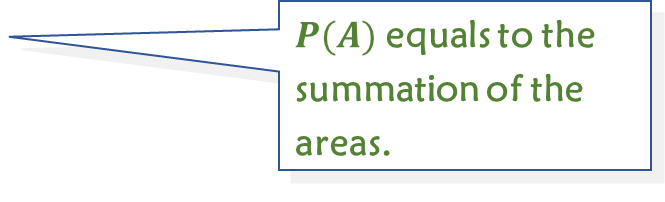 P(A) equals to the
summation of the
areas.